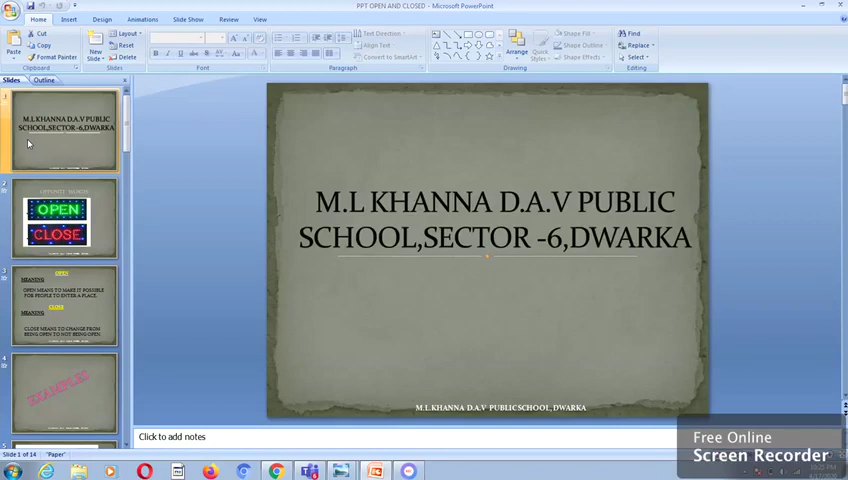 PPT OPEN AND CLOSED - Microsoft PowerPoint
Home Insert Design Animations Slide Show Review View
Cut
Copy
Format Painter
Paste
Clipboard
New
Slide
Layout
Reset
Delete
Slides
Font
Paragraph
Text Direction
Align Text
Convert to SmartArt
Arrange
Quick
Styles
Shape Fill
Shape Outline
Shape Effects
Drawing
Find
Replace
Select
Editing
Slides Outline
1
M.L KHANNA D.A.V PUBLIC
SCHOOL,SECTOR -6,DWARKA
2
OPEN
CLOSE
3
OPEN
MEANING
OPEN MEANS TO MAKE IT POSSIBLE
FOR PEOPLE TO ENTER A PLACE.
CLOSE
MEANING
CLOSE MEANS TO CHANGE FROM
BEING OPEN TO NOT BEING OPEN.
4
EXAMPLES
5
M.L KHANNA D.A.V PUBLIC
SCHOOL,SECTOR -6,DWARKA
M.L.KHANNA D.A.V PUBLIC SCHOOL, DWARKA
Click to add notes
Slide 1 of 14 "Paper"
Free Online
Screen Recorder